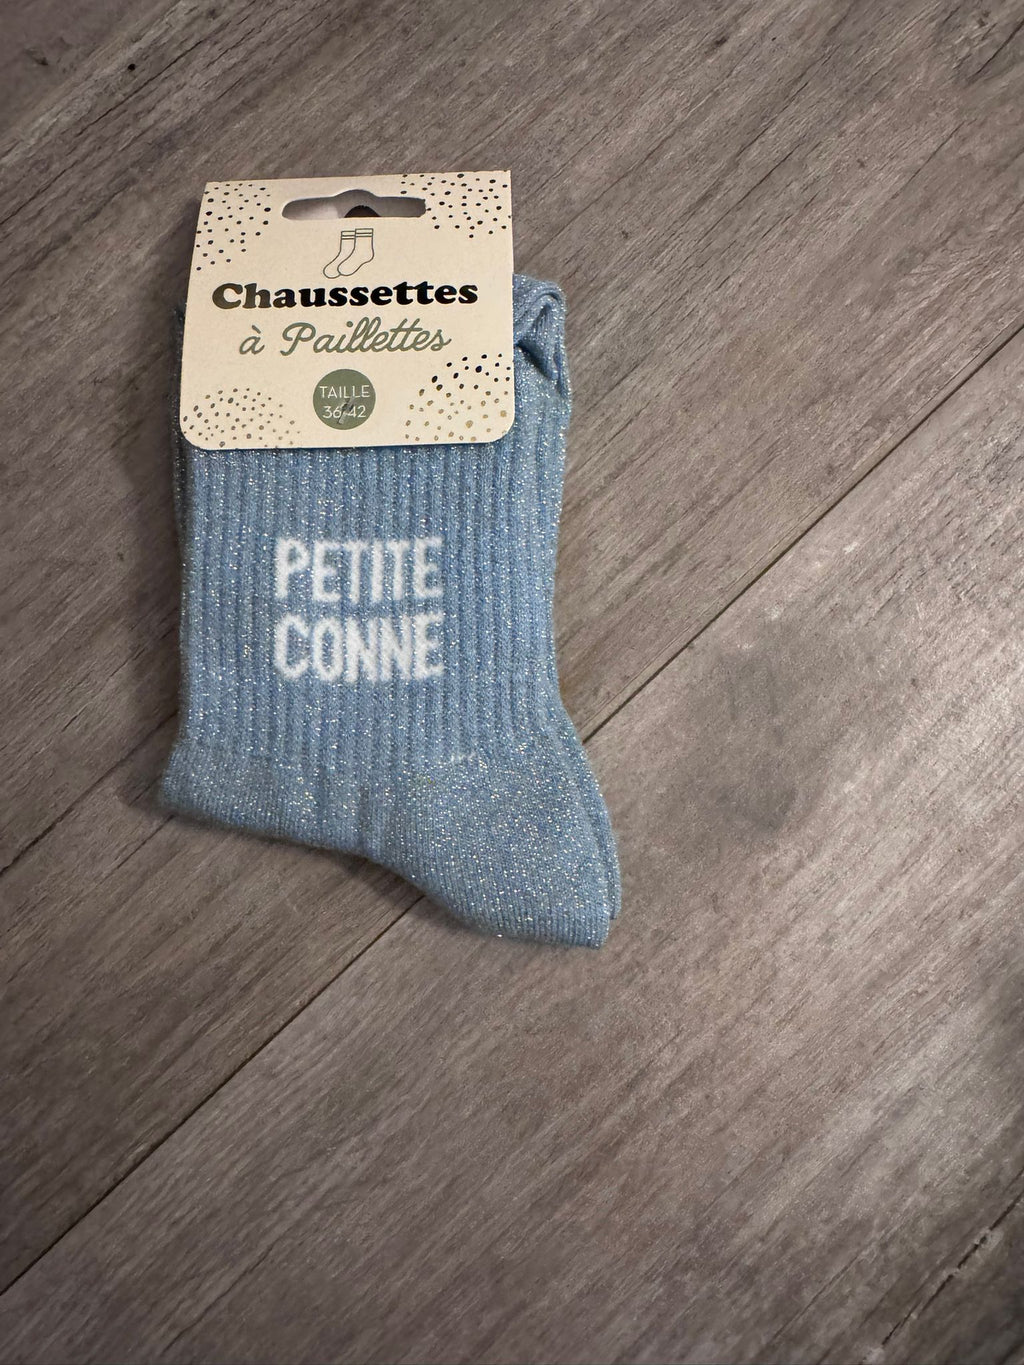 Chaussettes
à Paillettes
TAILLE
36/42
PETITE
CONNE